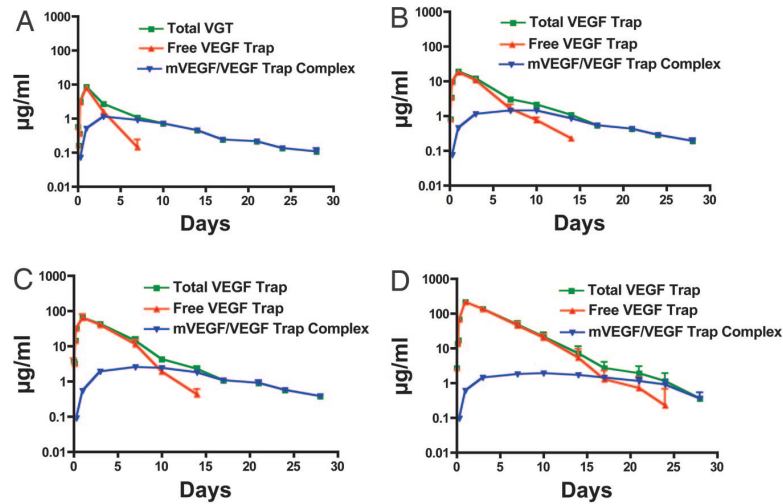 A
Total VGT
Free VEGF Trap
mVEGF/VEGF Trap Complex
1000
100
10
1
0.1
0.01
µg/ml
0 5 10 15 20 25 30
Days
B
Total VEGF Trap
Free VEGF Trap
mVEGF/VEGF Trap Complex
1000
100
10
1
0.1
0.01
µg/ml
0 5 10 15 20 25 30
Days
C
Total VEGF Trap
Free VEGF Trap
mVEGF/VEGF Trap Complex
1000
100
10
1
0.1
0.01
µg/ml
0 5 10 15 20 25 30
Days
D
Total VEGF Trap
Free VEGF Trap
mVEGF/VEGF Trap Complex
1000
100
10
1
0.1
0.01
µg/ml
0 5 10 15 20 25 30
Days